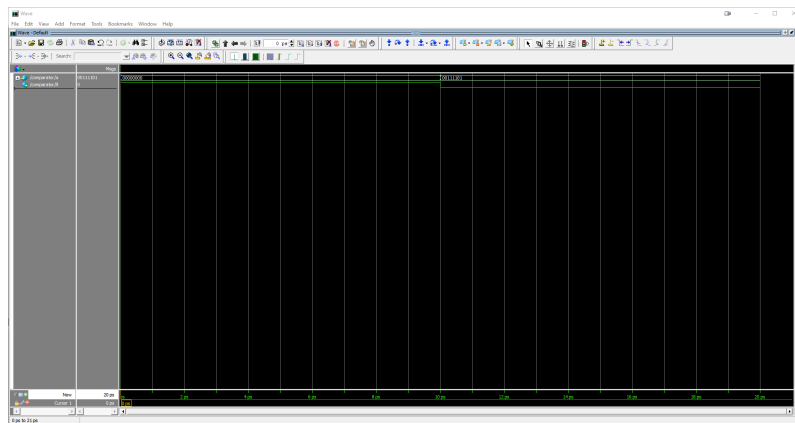 Wave
File Edit View Add Format Tools Bookmarks Window Help
Wave - Default
0 ps
Search:
Msgs
/comparator/a 00111101 00000000 00111101
0
Now 20 ps 2 ps 4 ps 6 ps 8 ps 10 ps 12 ps 14 ps 16 ps 18 ps 20 ps
Cursor 1 0 ps 0 ps
0 ps to 21 ps